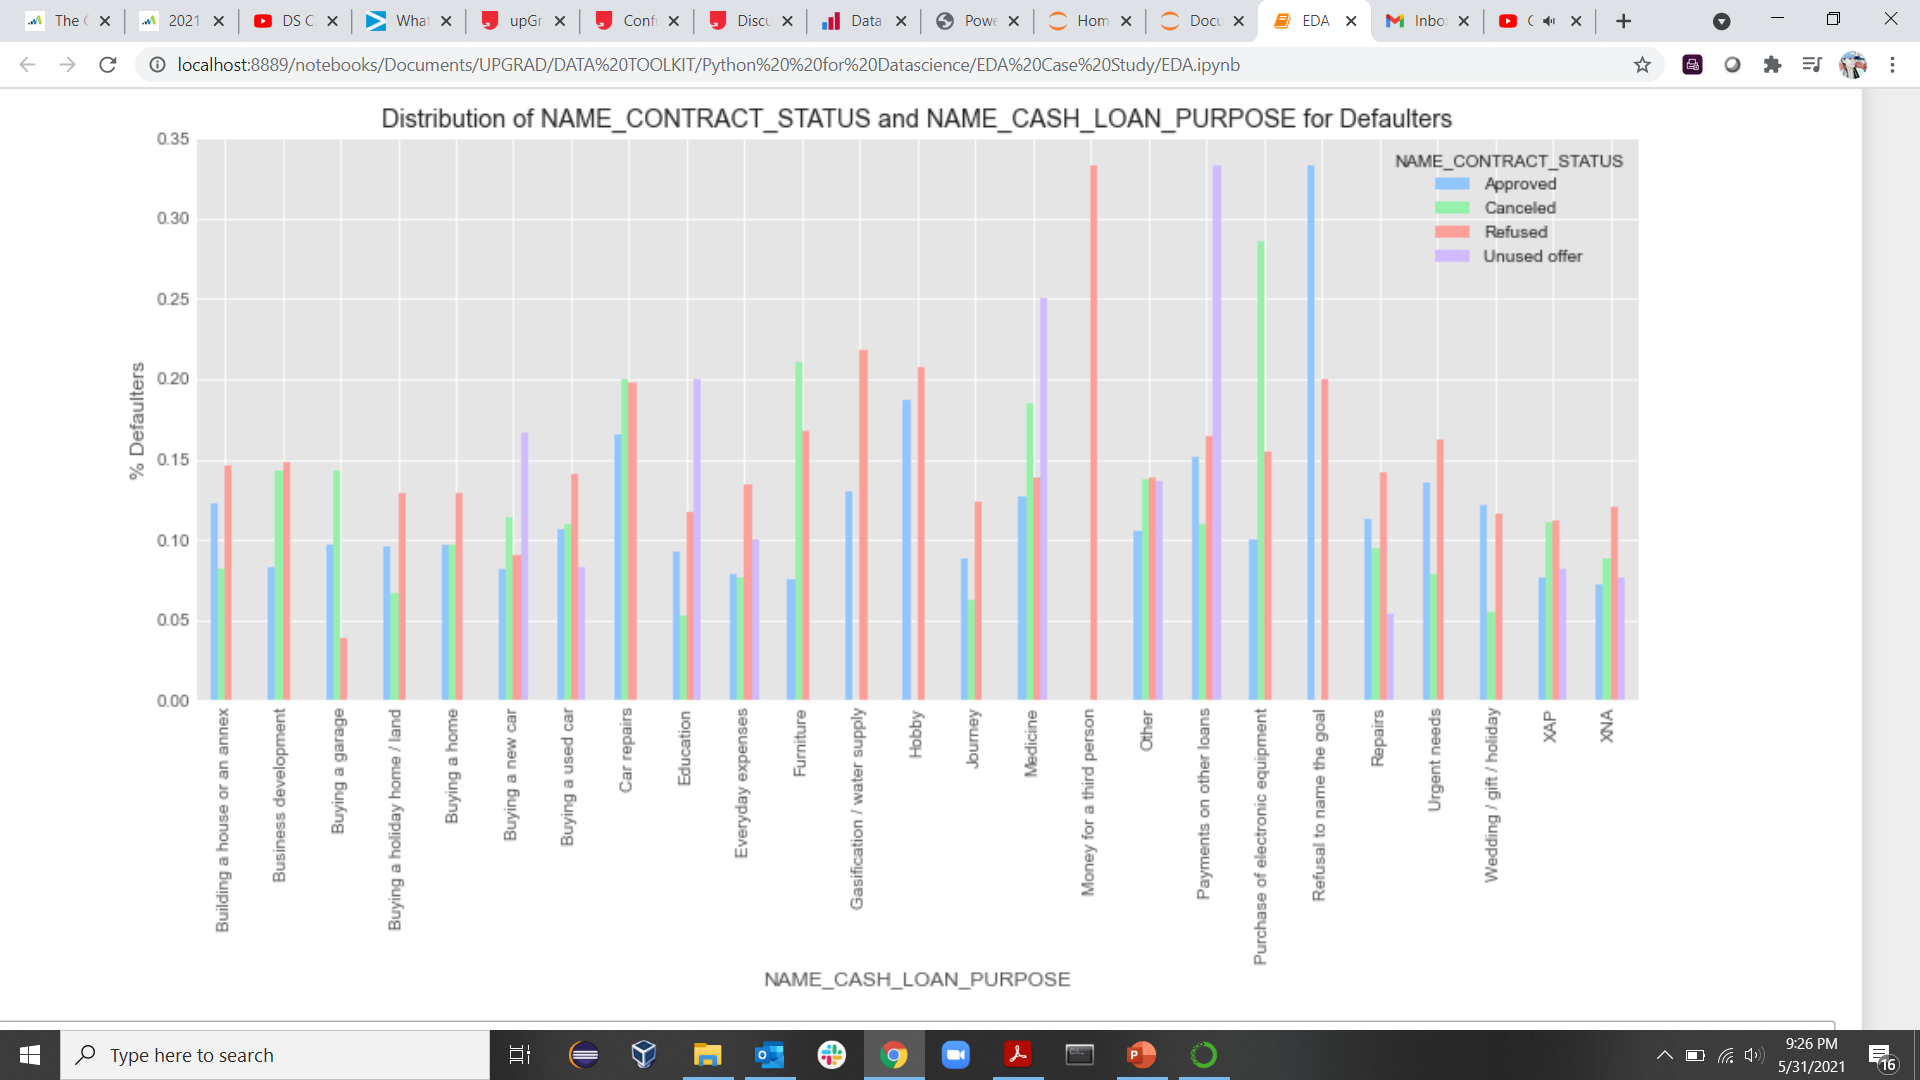 The
2021
DS C
What
upGr
Conf
Discu
Data
Powe
Hom
Docu
EDA
Inbo
localhost:8889/notebooks/Documents/UPGRAD/DATA%20TOOLKIT/Python%20%20for%20Datascience/EDA%20Case%20Study/EDA.ipynb
Distribution of NAME_CONTRACT_STATUS and NAME_CASH_LOAN_PURPOSE for Defaulters
NAME_CONTRACT_STATUS
Approved
Canceled
Refused
Unused offer
% Defaulters
0.35
0.30
0.25
0.20
0.15
0.10
0.05
0.00
Building a house or an annex
Business development
Buying a garage
Buying a holiday home / land
Buying a home
Buying a new car
Buying a used car
Car repairs
Education
Everyday expenses
Furniture
Gasification / water supply
Hobby
Journey
Medicine
Money for a third person
Other
Payments on other loans
Purchase of electronic equipment
Refusal to name the goal
Repairs
Urgent needs
Wedding / gift / holiday
XAP
XNA
NAME_CASH_LOAN_PURPOSE
Type here to search
9:26 PM
5/31/2021
16